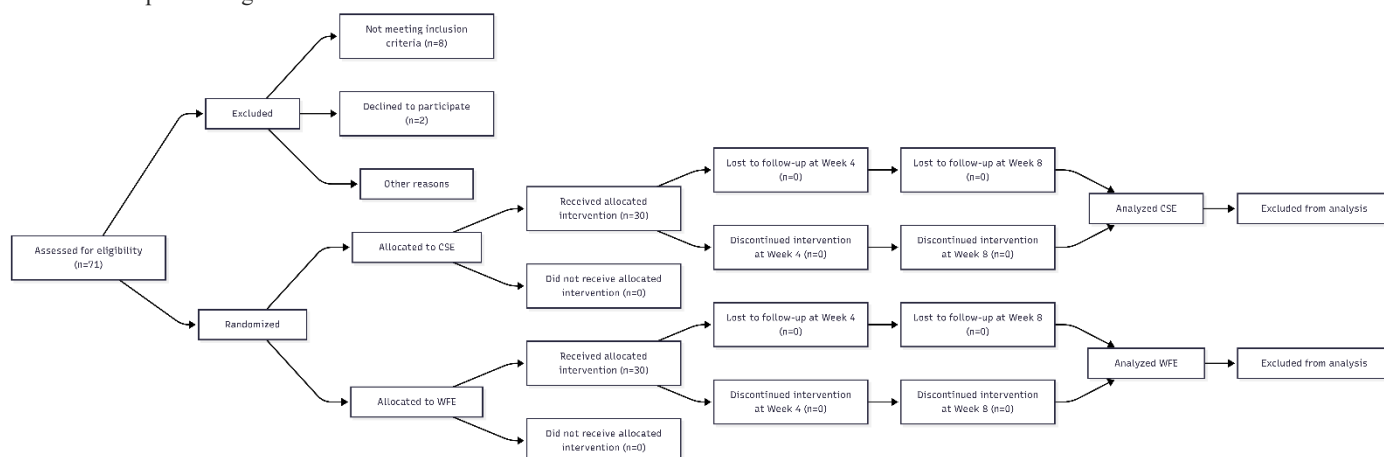 Not meeting inclusion
criteria (n=8)
Excluded
Declined to participate
(n=2)
Other reasons
Assessed for eligibility
(n=71)
Randomized
Allocated to CSE
Received allocated
intervention (n=30)
Did not receive allocated
intervention (n=0)
Lost to follow-up at Week 4
(n=0)
Lost to follow-up at Week 8
(n=0)
Discontinued intervention
at Week 4 (n=0)
Discontinued intervention
at Week 8 (n=0)
Analyzed CSE
Excluded from analysis
Allocated to WFE
Received allocated
intervention (n=30)
Did not receive allocated
intervention (n=0)
Lost to follow-up at Week 4
(n=0)
Lost to follow-up at Week 8
(n=0)
Discontinued intervention
at Week 4 (n=0)
Discontinued intervention
at Week 8 (n=0)
Analyzed WFE
Excluded from analysis